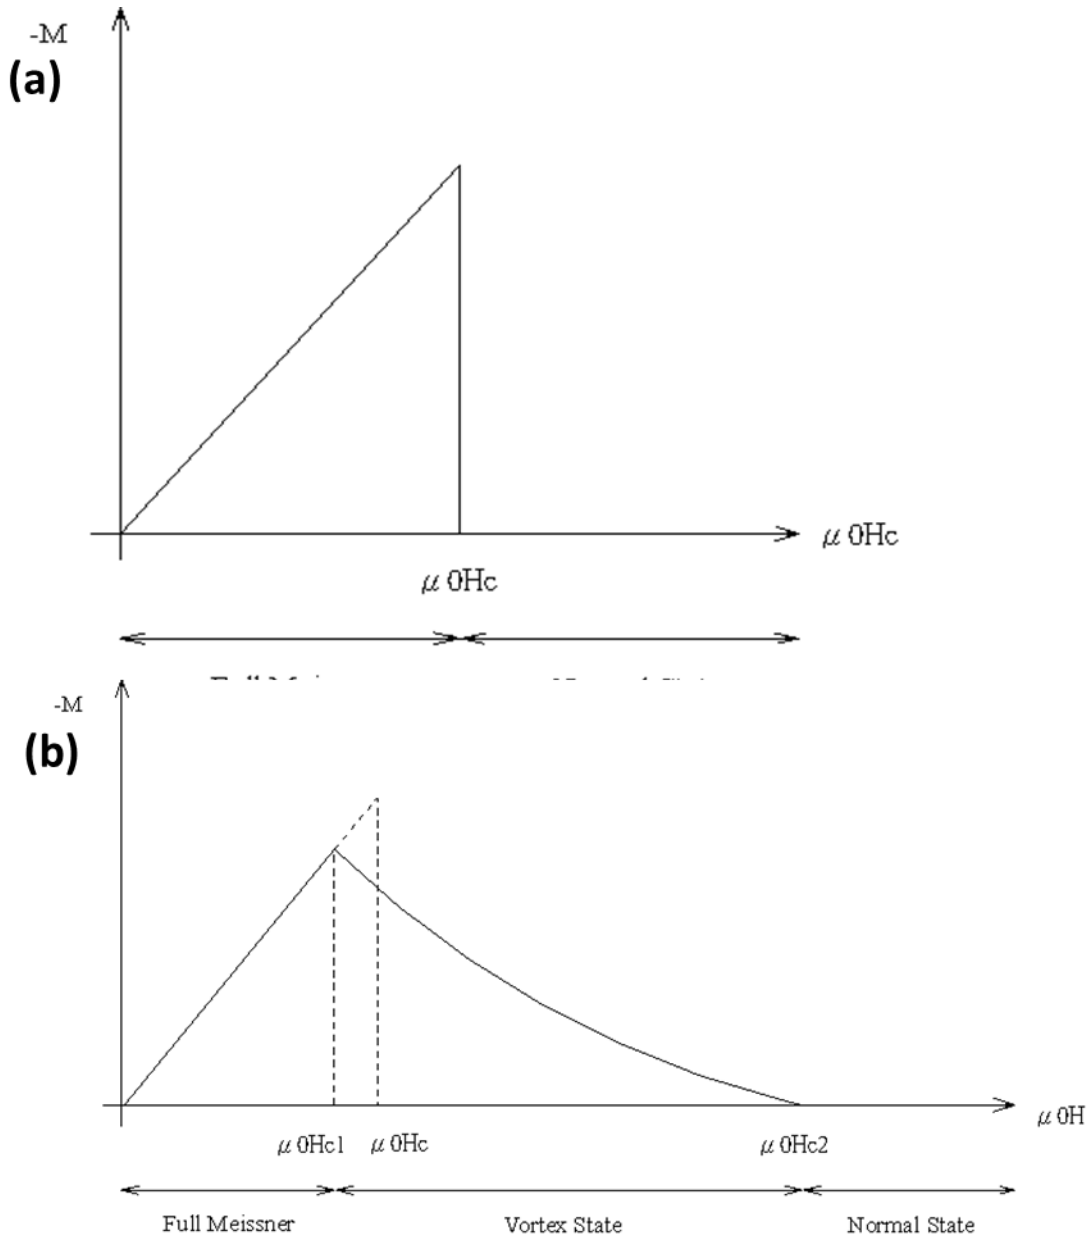 -M
(a)
μ 0Hc
μ 0Hc
-M
(b)
μ 0H
μ 0Hc1 μ 0Hc μ 0Hc2
Full Meissner Vortex State Normal State